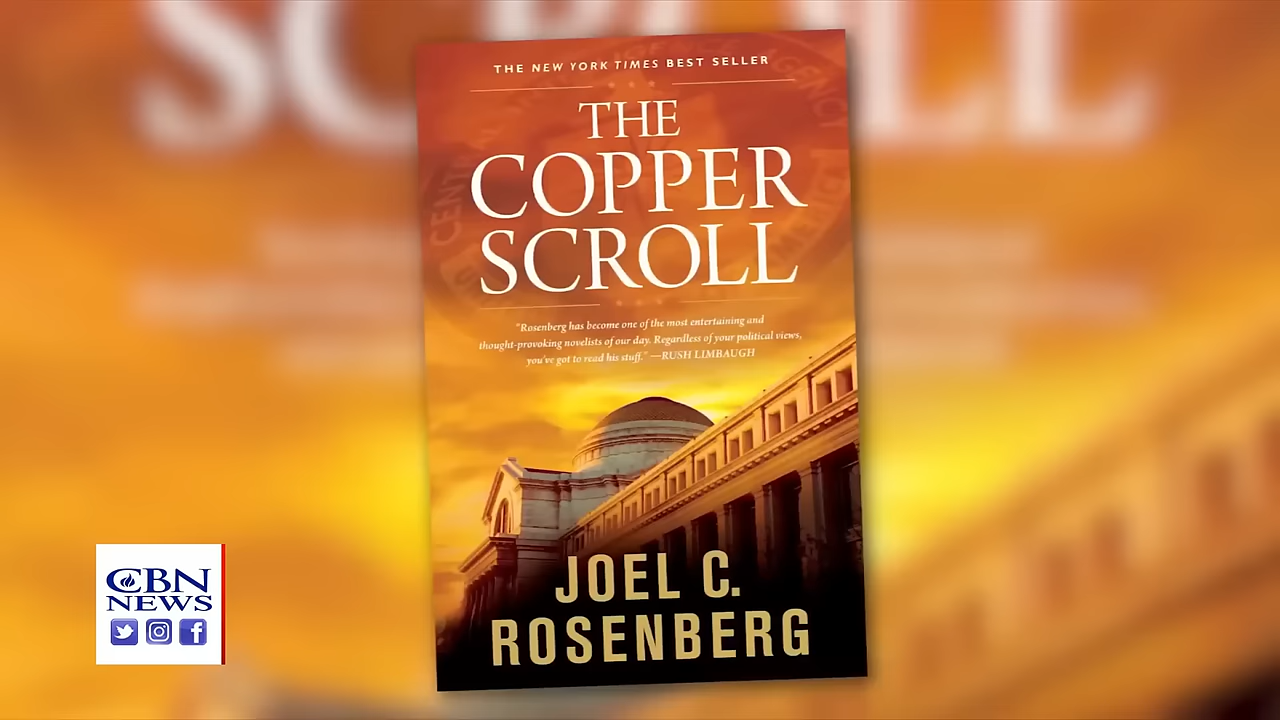 THE NEW YORK TIMES BEST SELLER
THE
COPPER
SCROLL
"Rosenberg has become one of the most entertaining and
thought-provoking novelists of our day. Regardless of your political views,
you've got to read his stuff." —RUSH LIMBAUGH
JOEL C.
ROSENBERG
CBN
NEWS